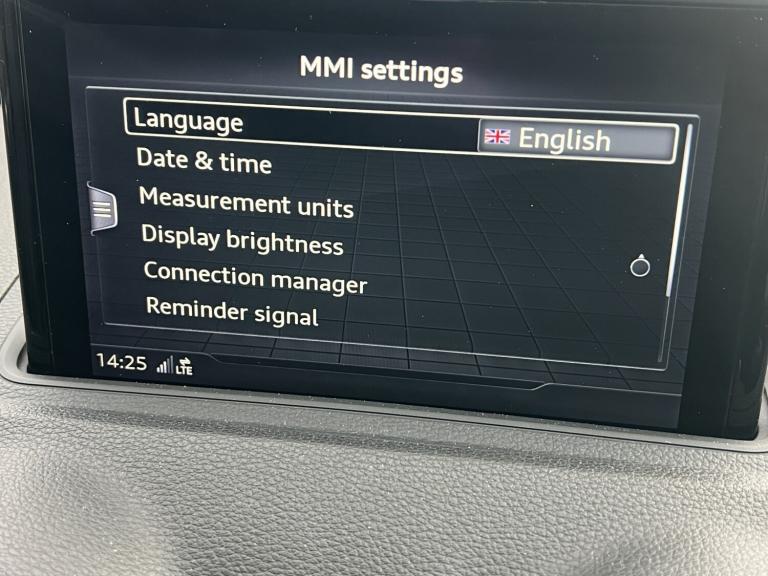 MMI settings
Language English
Date & time
Measurement units
Display brightness
Connection manager
Reminder signal
14:25 LTE